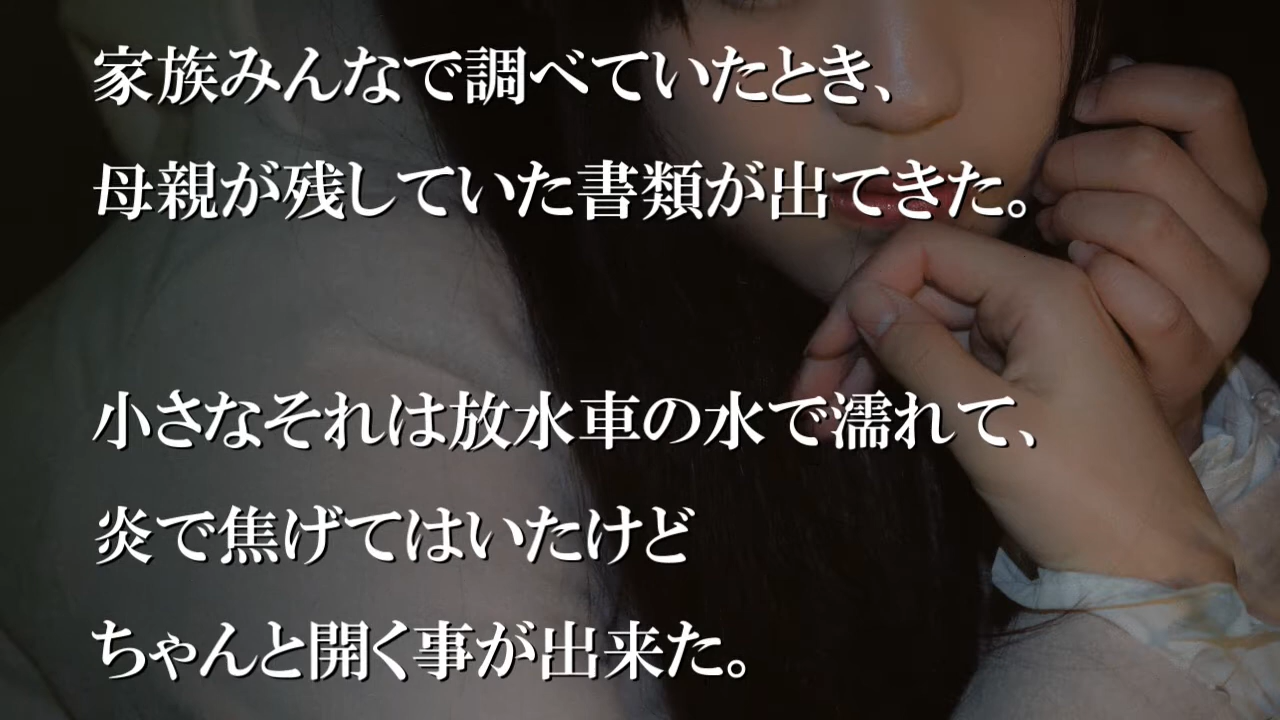 家族みんなで調べていたとき、
母親が残していた書類が出てきた。
小さなそれは放水車の水で濡れて、
炎で焦げてはいたけど
ちゃんと開く事が出来た。